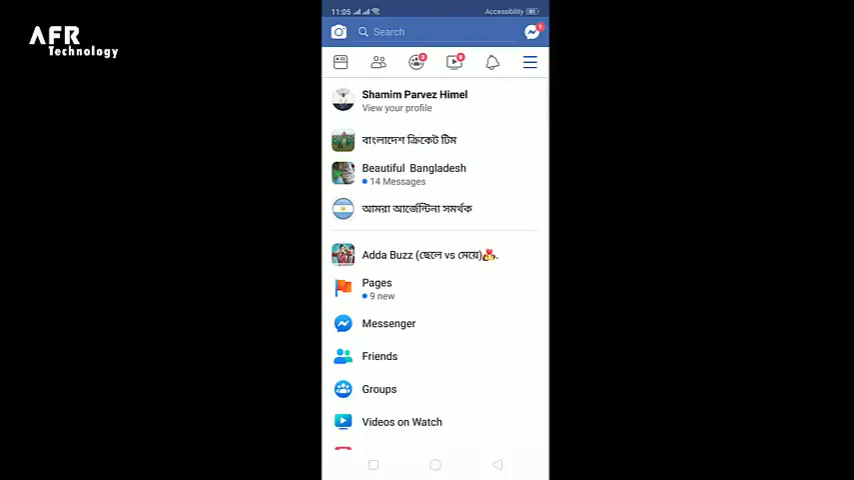 AFR
Technology
11:05
Accessibility
Search
3
Shamim Parvez Himel
View your profile
বাংলাদেশ ক্রিকেট টিম
Beautiful Bangladesh
14 Messages
আমরা আর্জেন্টিনা সমর্থক
Adda Buzz (ছেলে vs মেয়ে)
Pages
9 new
Messenger
Friends
Groups
Videos on Watch